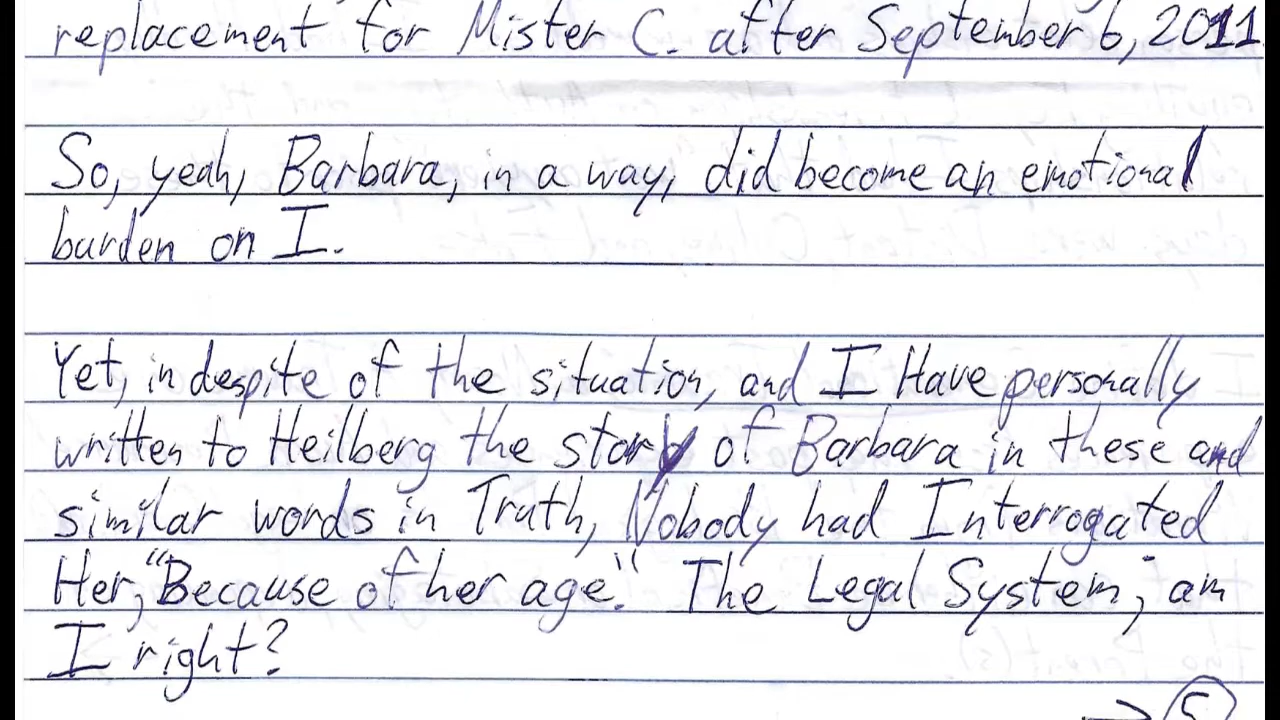 replacement for Mister C. after September 6, 2011
So, yeah, Barbara, in a way, did become an emotional
burden on I.
Yet, in despite of the situation, and I Have personally
written to Heilberg the story of Barbara in these and
similar words in Truth, Nobody had Interrogated
Her, "Because of her age." The Legal System; am
I right?
→ 5